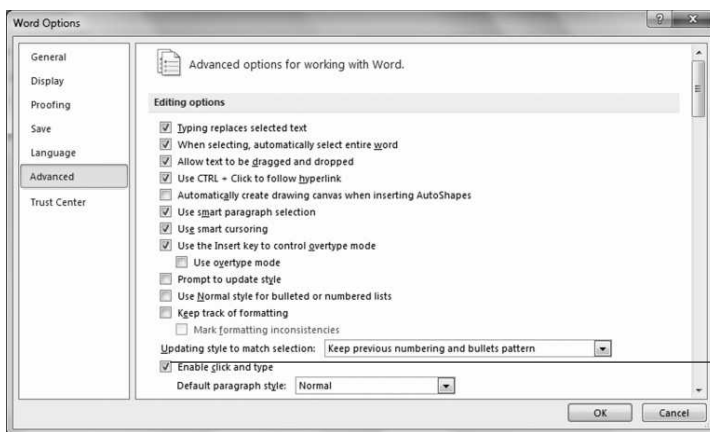 Word Options
General
Display
Proofing
Save
Language
Advanced
Trust Center
Advanced options for working with Word.
Editing options
Typing replaces selected text
When selecting, automatically select entire word
Allow text to be dragged and dropped
Use CTRL + Click to follow hyperlink
Automatically create drawing canvas when inserting AutoShapes
Use smart paragraph selection
Use smart cursoring
Use the Insert key to control overtype mode
Use overtype mode
Prompt to update style
Use Normal style for bulleted or numbered lists
Keep track of formatting
Mark formatting inconsistencies
Updating style to match selection: Keep previous numbering and bullets pattern
Enable click and type
Default paragraph style: Normal
OK Cancel